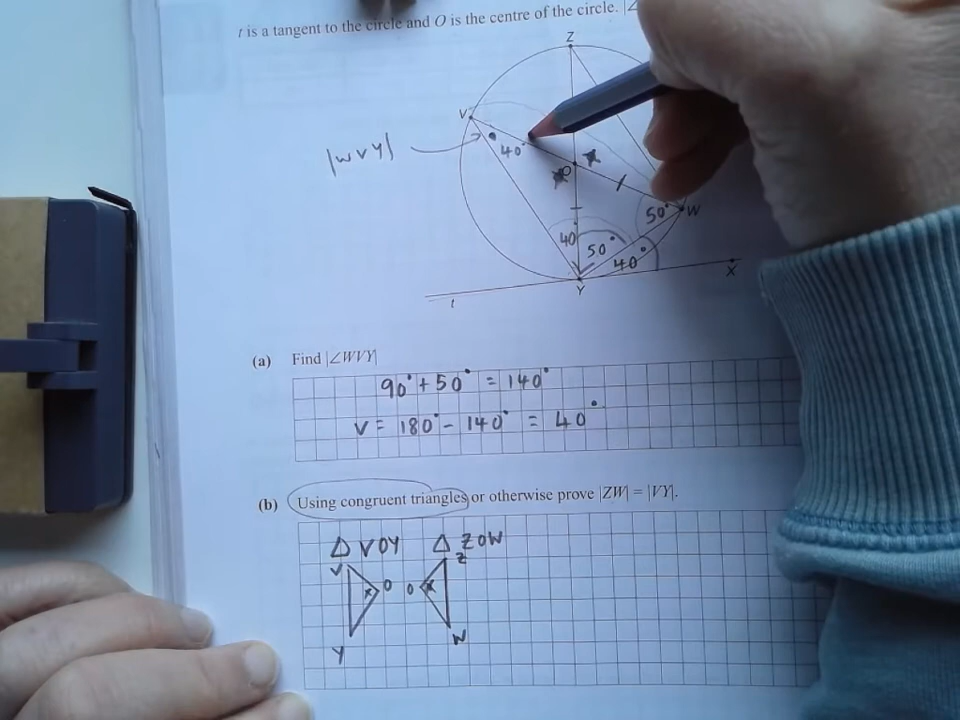 t is a tangent to the circle and O is the centre of the circle. |∠
Z
V
|WVY|
40°
O
50°
W
40
50°
40°
X
Y
t
(a) Find |∠WVY|
90° + 50° = 140°
V = 180° - 140° = 40°
(b) Using congruent triangles or otherwise prove |ZW| = |VY|.
Δ VOY Δ ZOW
V Z
x O O x
Y W